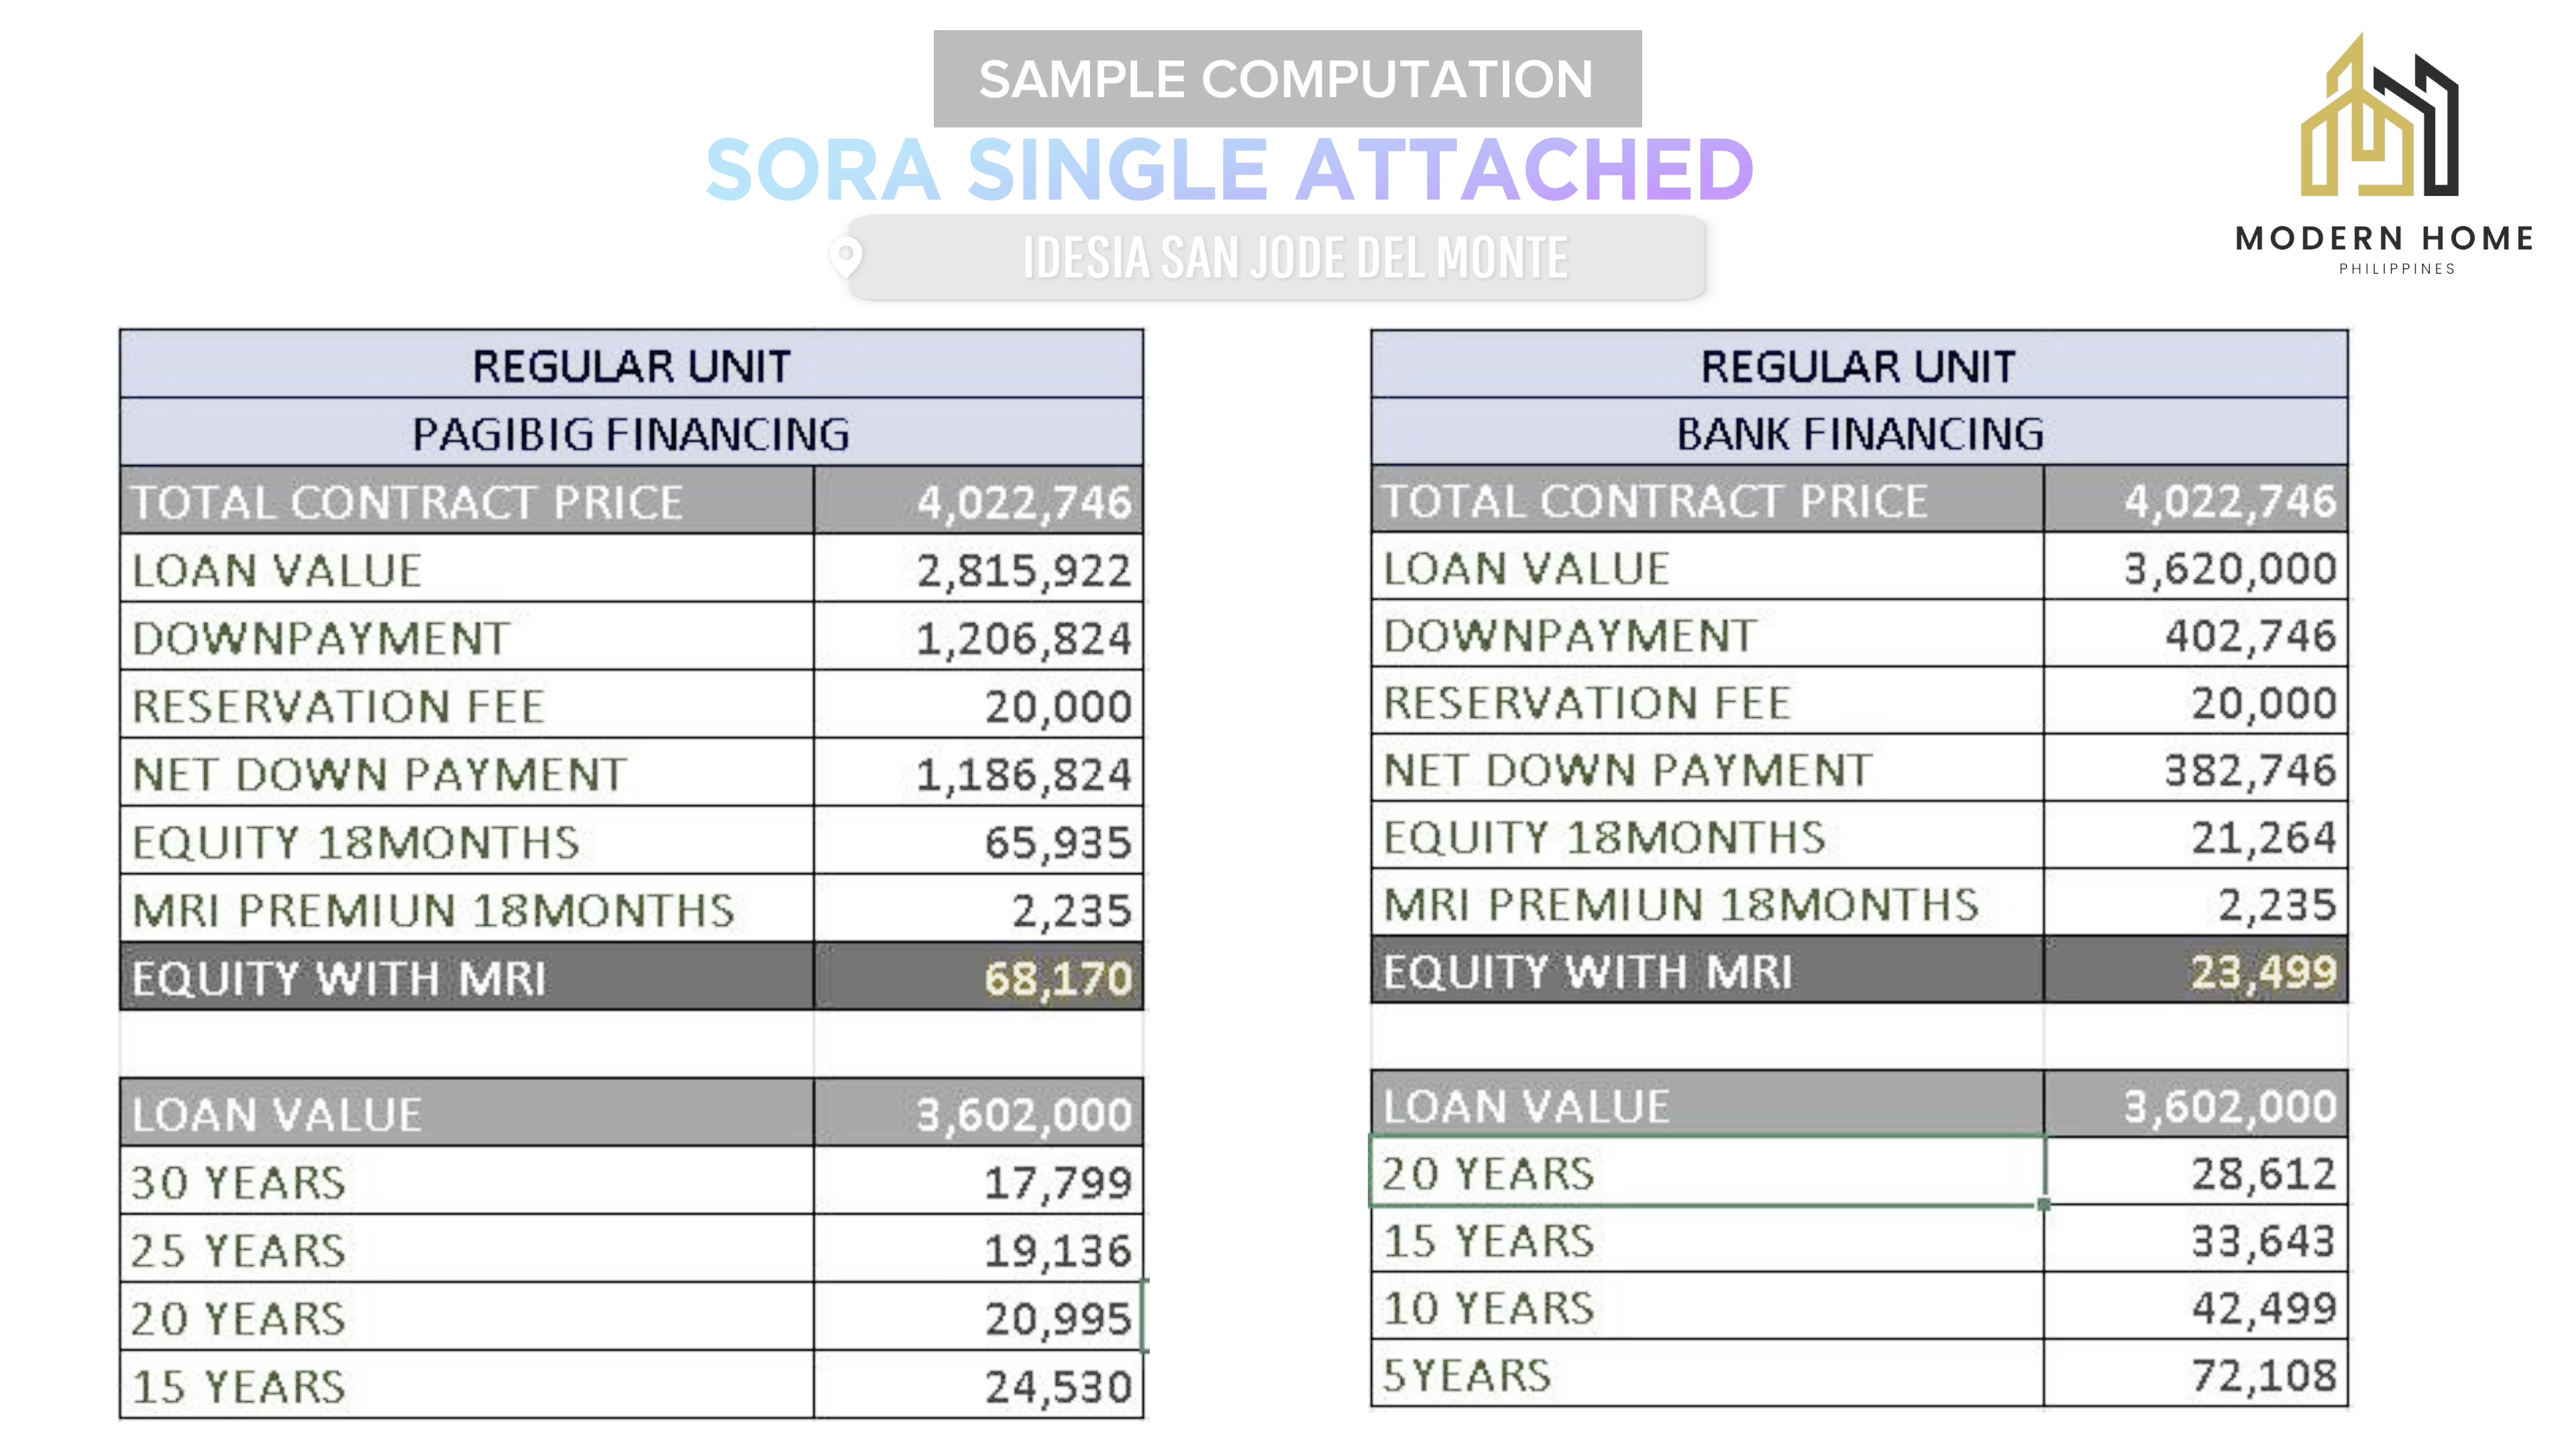 SAMPLE COMPUTATION
SORA SINGLE ATTACHED
IDESIA SAN JODE DEL MONTE
MODERN HOME
PHILIPPINES
REGULAR UNIT
PAGIBIG FINANCING
TOTAL CONTRACT PRICE 4,022,746
LOAN VALUE 2,815,922
DOWNPAYMENT 1,206,824
RESERVATION FEE 20,000
NET DOWN PAYMENT 1,186,824
EQUITY 18MONTHS 65,935
MRI PREMIUN 18MONTHS 2,235
EQUITY WITH MRI 68,170
LOAN VALUE 3,602,000
30 YEARS 17,799
25 YEARS 19,136
20 YEARS 20,995
15 YEARS 24,530
REGULAR UNIT
BANK FINANCING
TOTAL CONTRACT PRICE 4,022,746
LOAN VALUE 3,620,000
DOWNPAYMENT 402,746
RESERVATION FEE 20,000
NET DOWN PAYMENT 382,746
EQUITY 18MONTHS 21,264
MRI PREMIUN 18MONTHS 2,235
EQUITY WITH MRI 23,499
LOAN VALUE 3,602,000
20 YEARS 28,612
15 YEARS 33,643
10 YEARS 42,499
5YEARS 72,108